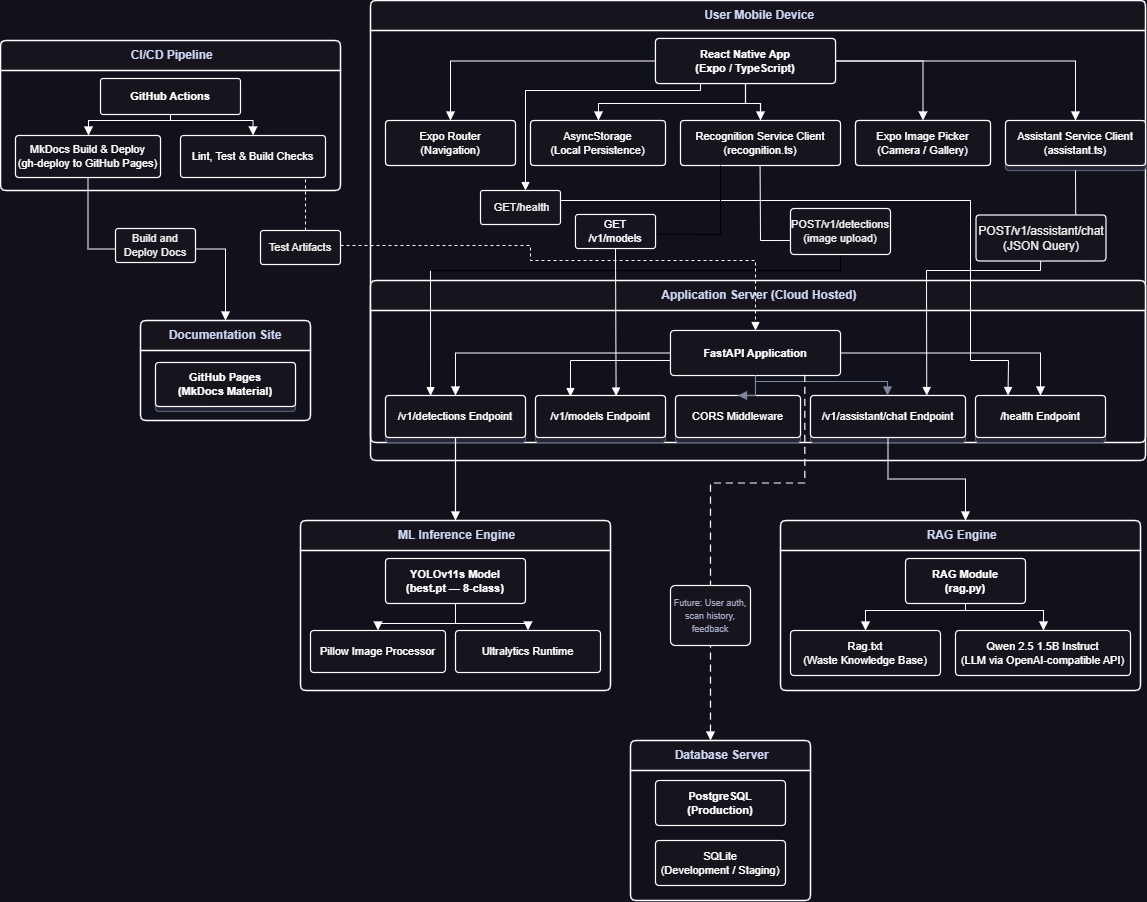 User Mobile Device
React Native App
(Expo / TypeScript)
Expo Router
(Navigation)
AsyncStorage
(Local Persistence)
Recognition Service Client
(recognition.ts)
Expo Image Picker
(Camera / Gallery)
Assistant Service Client
(assistant.ts)
GET/health
GET
/v1/models
POST/v1/detections
(image upload)
POST/v1/assistant/chat
(JSON Query)
CI/CD Pipeline
GitHub Actions
MkDocs Build & Deploy
(gh-deploy to GitHub Pages)
Lint, Test & Build Checks
Build and
Deploy Docs
Test Artifacts
Documentation Site
GitHub Pages
(MkDocs Material)
Application Server (Cloud Hosted)
FastAPI Application
/v1/detections Endpoint
/v1/models Endpoint
CORS Middleware
/v1/assistant/chat Endpoint
/health Endpoint
ML Inference Engine
YOLOv11s Model
(best.pt — 8-class)
Pillow Image Processor
Ultralytics Runtime
Future: User auth,
scan history,
feedback
RAG Engine
RAG Module
(rag.py)
Rag.txt
(Waste Knowledge Base)
Qwen 2.5 1.5B Instruct
(LLM via OpenAI-compatible API)
Database Server
PostgreSQL
(Production)
SQLite
(Development / Staging)